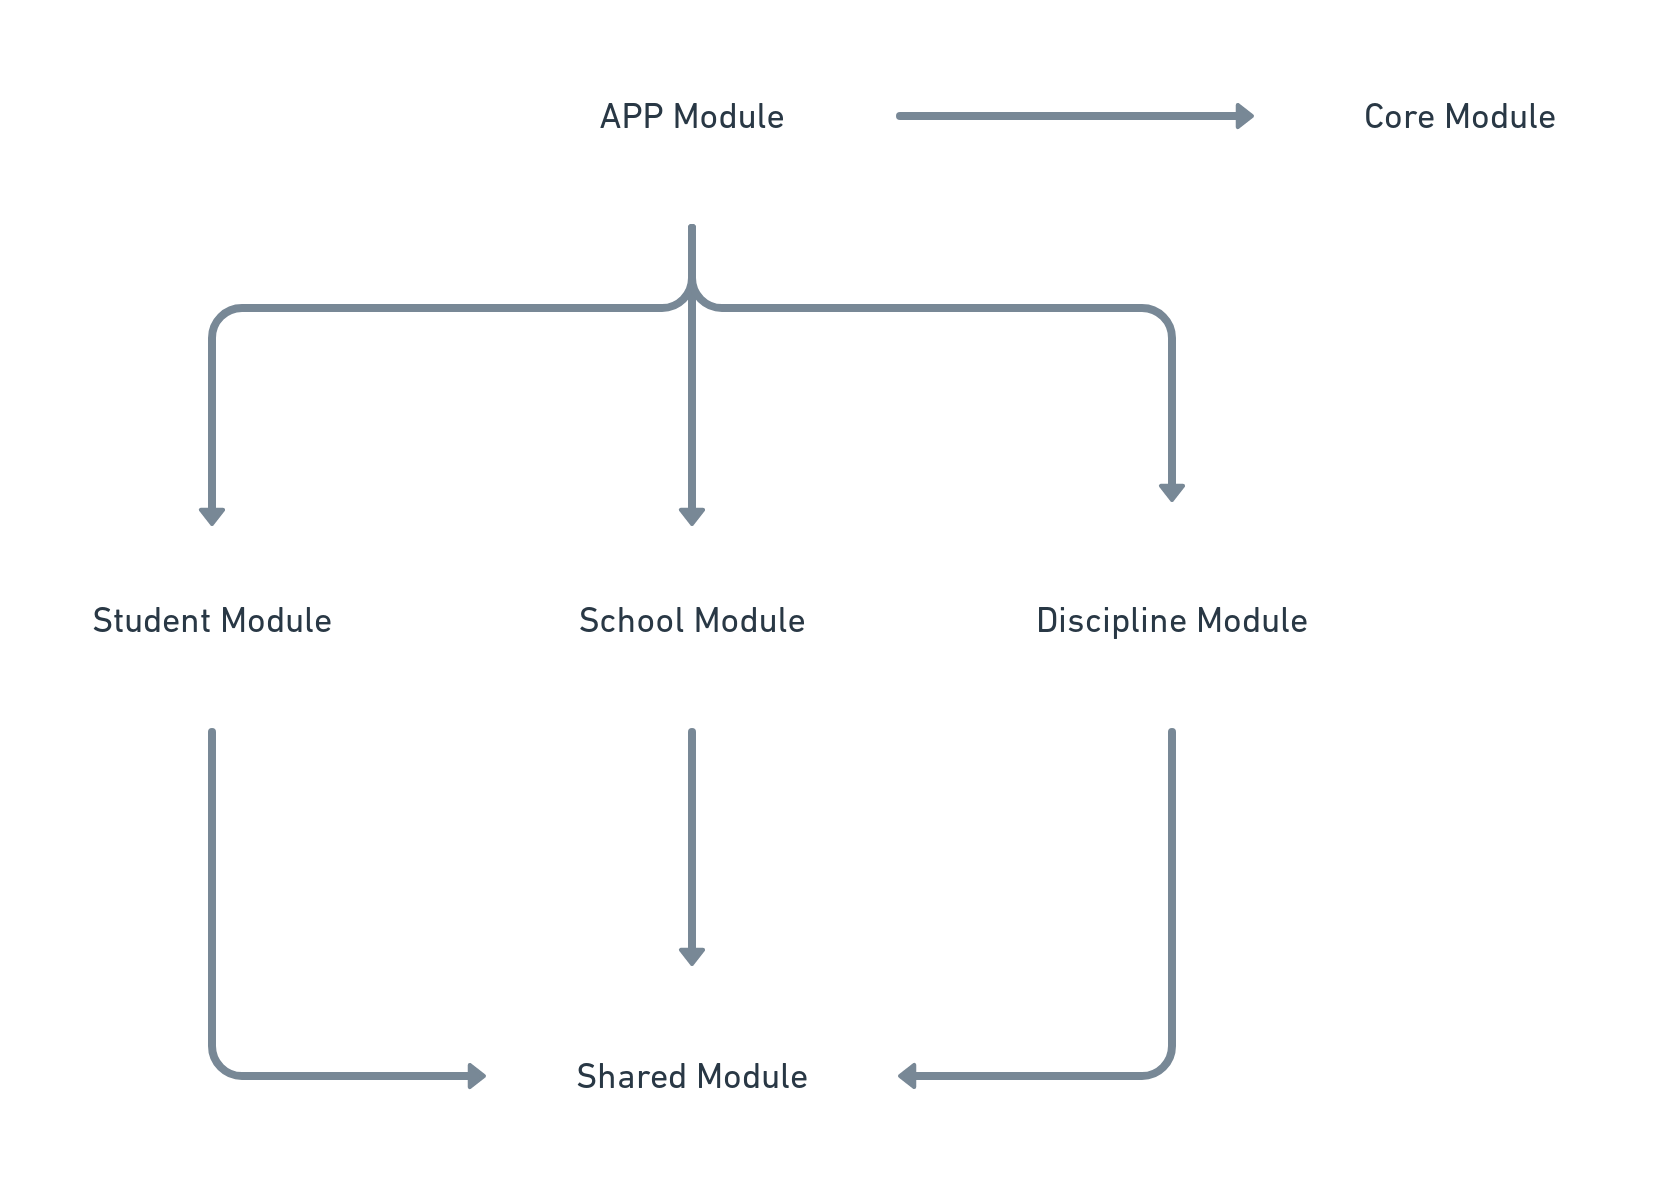 APP Module
Core Module
Student Module
School Module
Discipline Module
Shared Module